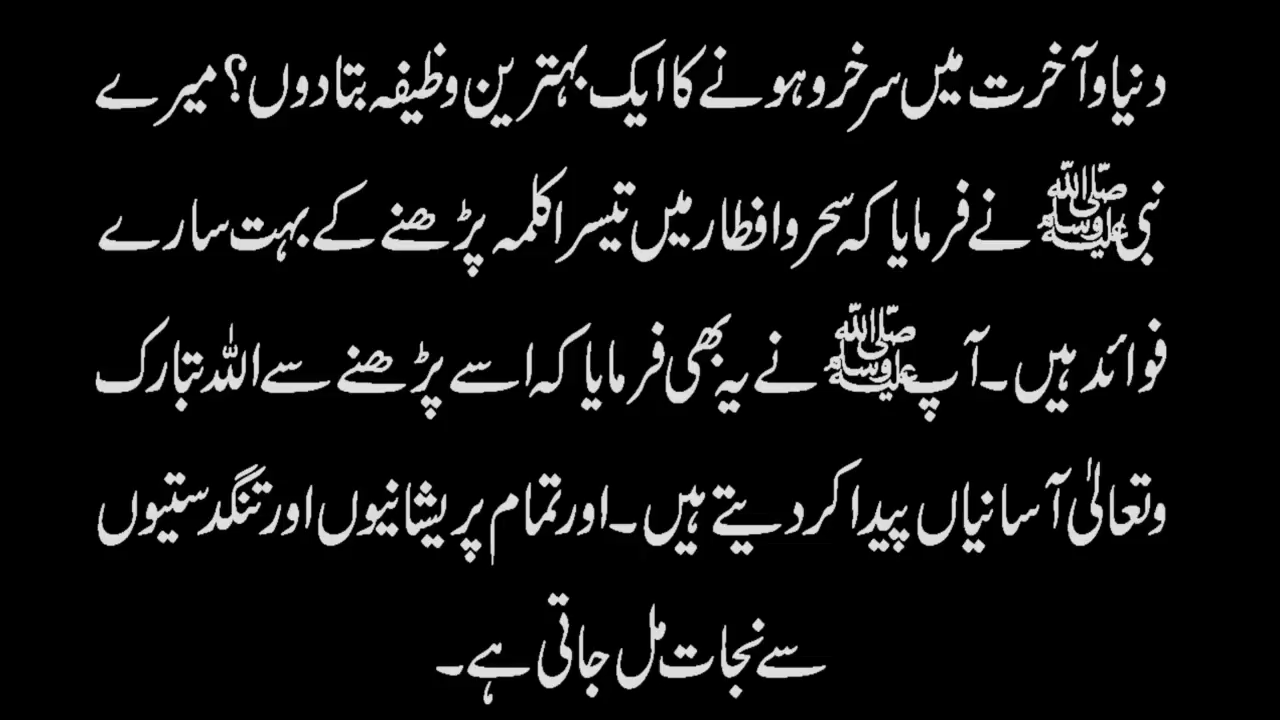 دنیا و آخرت میں سرخرو ہونے کا ایک بہترین وظیفہ بتا دوں؟ میرے
نبی ﷺ نے فرمایا کہ سحر و افطار میں تیسرا کلمہ پڑھنے کے بہت سارے
فوائد ہیں۔ آپ ﷺ نے یہ بھی فرمایا کہ اسے پڑھنے سے اللہ تبارک
وتعالیٰ آسانیاں پیدا کر دیتے ہیں۔ اور تمام پریشانیوں اور تنگدستیوں
سے نجات مل جاتی ہے۔